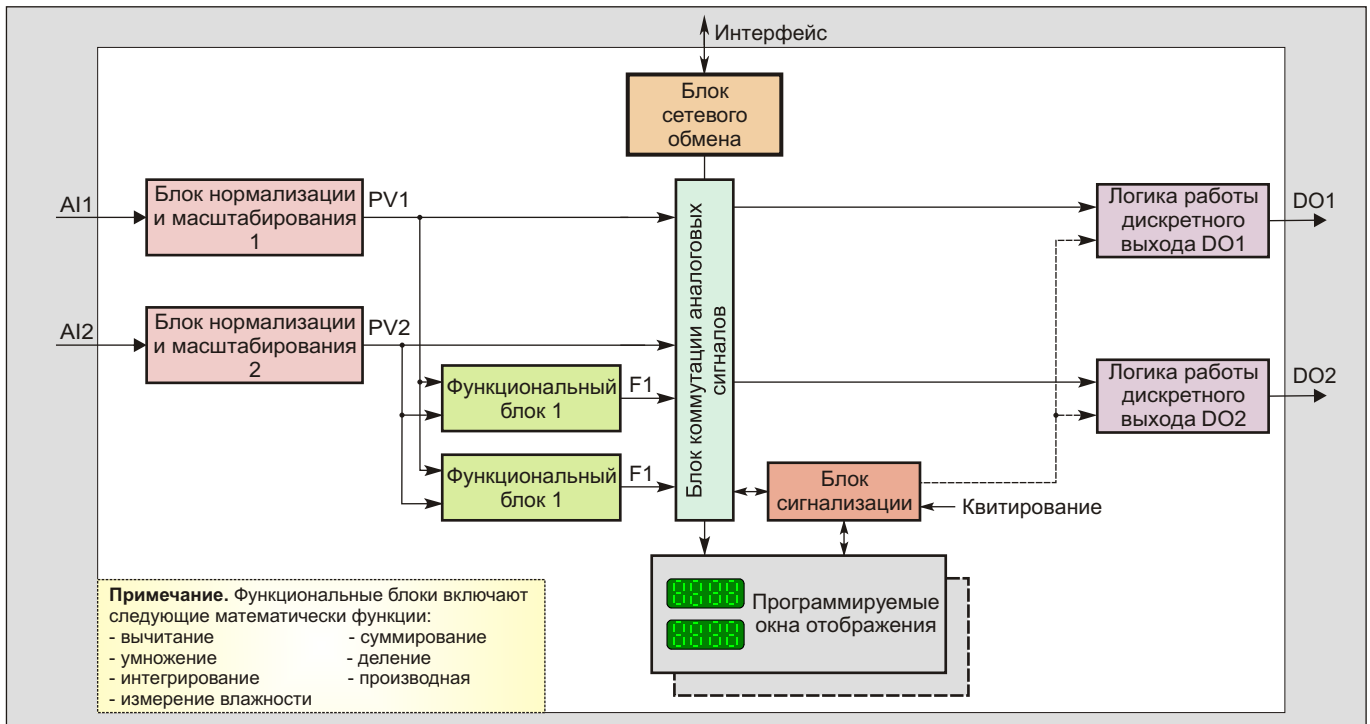 Интерфейс
Блок
сетевого
обмена
AI1
Блок нормализации
и масштабирования
1
PV1
Логика работы
дискретного
выхода DO1
DO1
AI2
Блок нормализации
и масштабирования
2
PV2
Блок коммутации аналоговых
сигналов
Функциональный
блок 1
F1
Логика работы
дискретного
выхода DO2
DO2
Функциональный
блок 1
F1
Блок
сигнализации
Квитирование
Программируемые
окна отображения
Примечание. Функциональные блоки включают
следующие математически функции:
- вычитание - суммирование
- умножение - деление
- интегрирование - производная
- измерение влажности